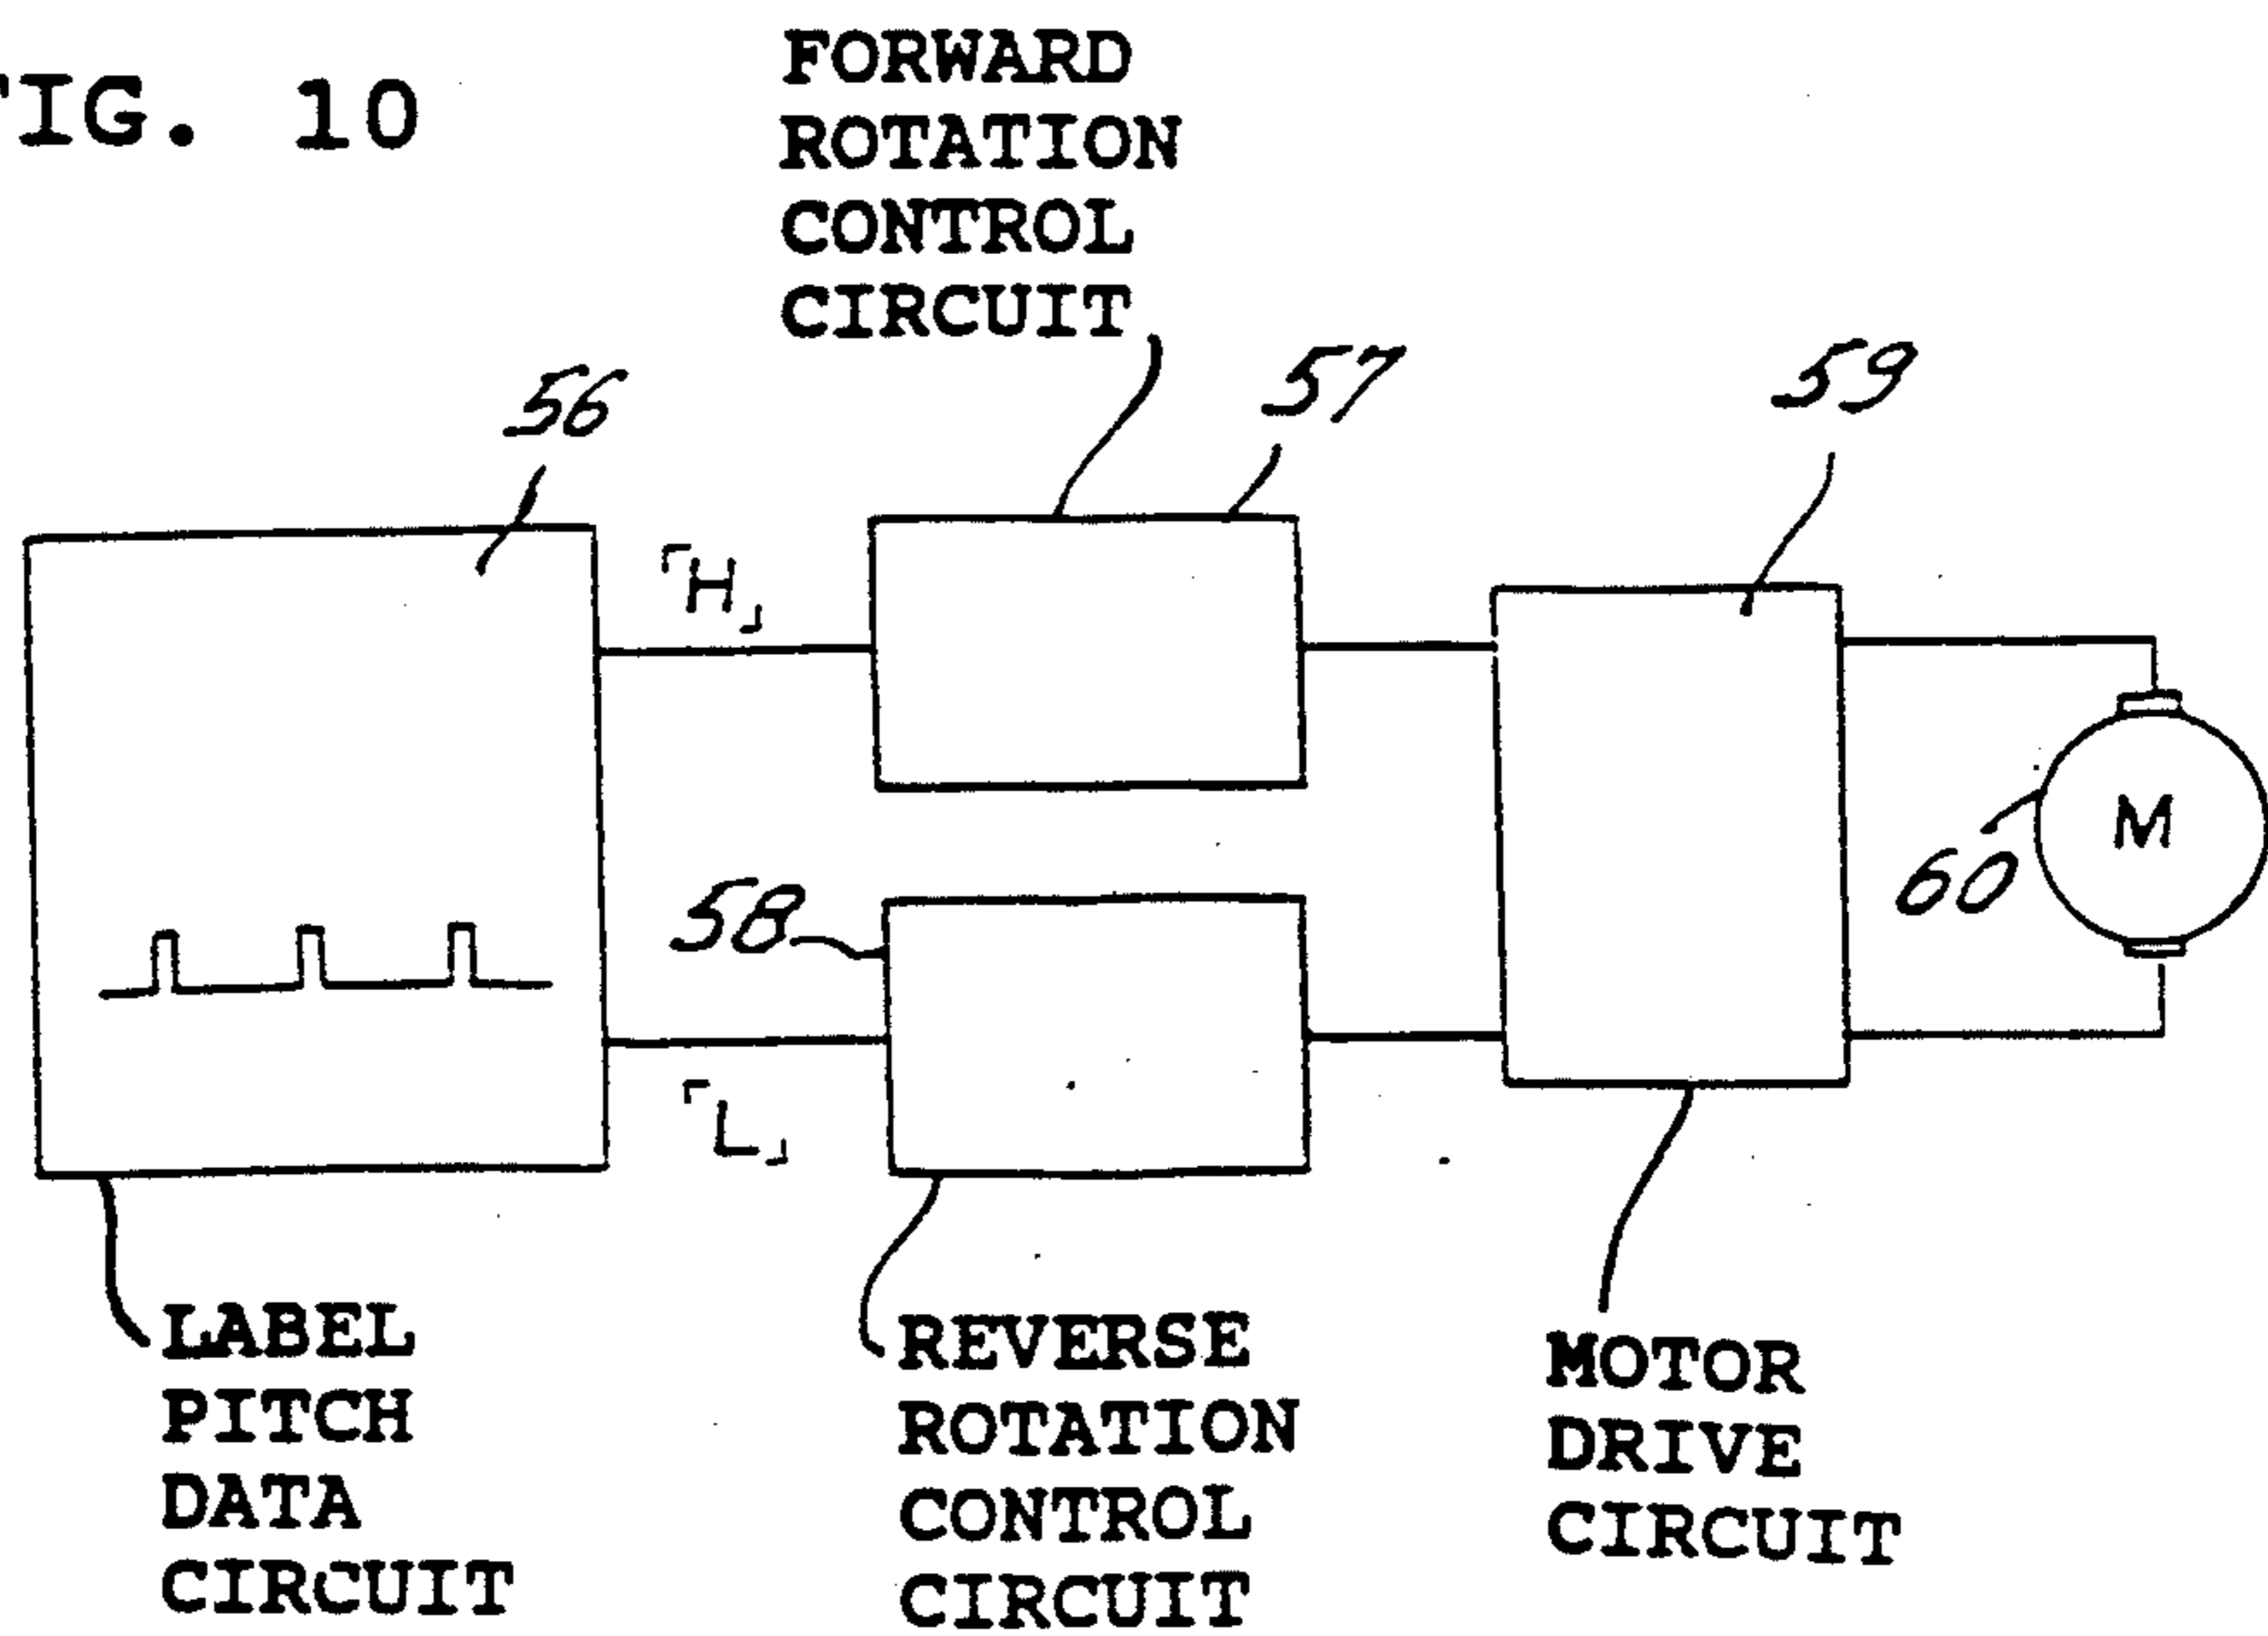 FIG. 10
FORWARD
ROTATION
CONTROL
CIRCUIT
56
57
59
「H」
M
60
58
「L」
LABEL
PITCH
DATA
CIRCUIT
REVERSE
ROTATION
CONTROL
CIRCUIT
MOTOR
DRIVE
CIRCUIT